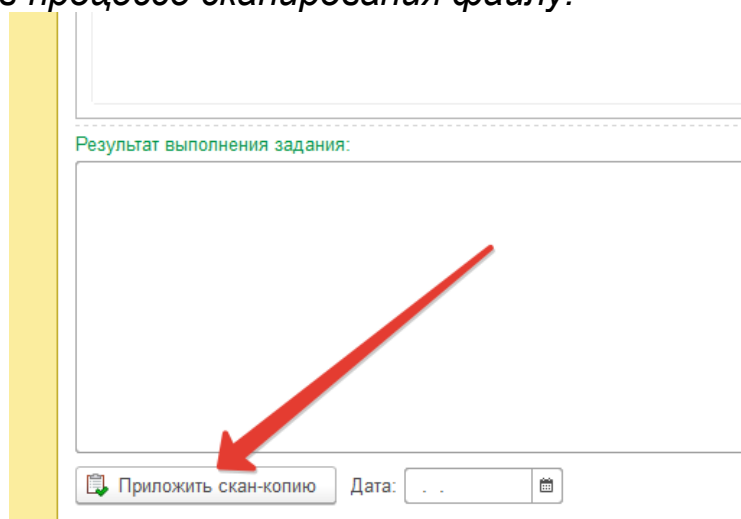 в процессе сканирования файлу.
Результат выполнения задания:
Приложить скан-копию Дата: . .